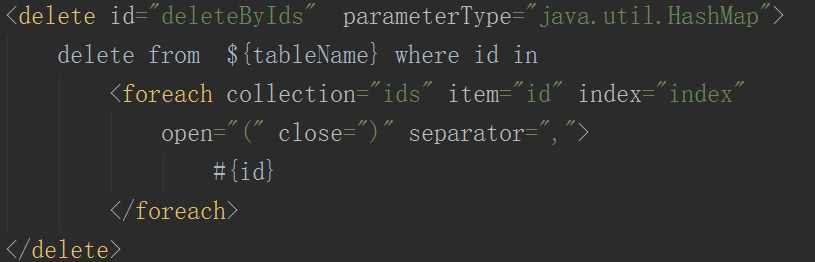 <delete id="deleteByIds"  parameterType="java.util.HashMap">
    delete from  ${tableName} where id in
        <foreach collection="ids" item="id" index="index"
            open="(" close=")" separator=",">
                #{id}
        </foreach>
</delete>